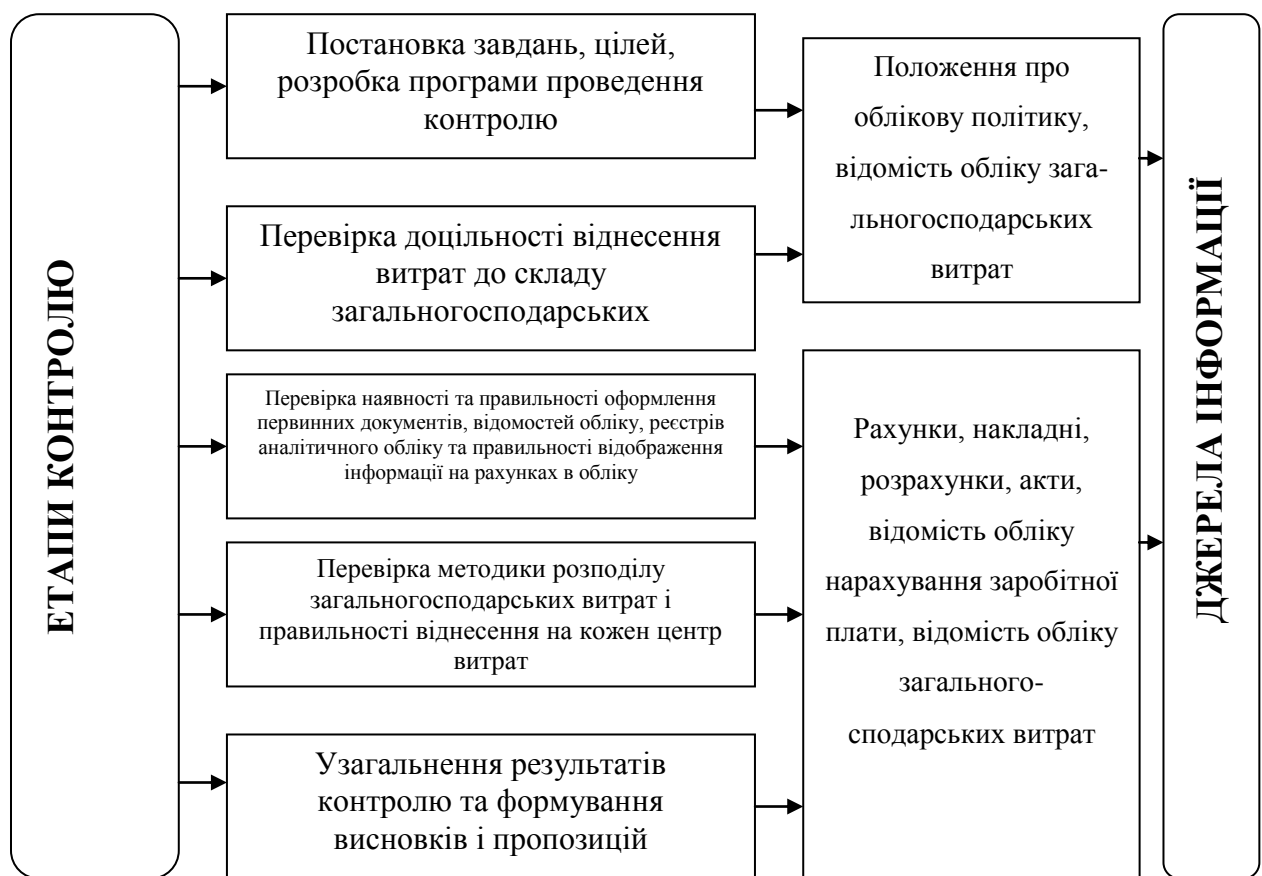 ЕТАПИ КОНТРОЛЮ
Постановка завдань, цілей,
розробка програми проведення
контролю
Перевірка доцільності віднесення
витрат до складу
загальногосподарських
Перевірка наявності та правильності оформлення
первинних документів, відомостей обліку, реєстрів
аналітичного обліку та правильності відображення
інформації на рахунках в обліку
Перевірка методики розподілу
загальногосподарських витрат і
правильності віднесення на кожен центр
витрат
Узагальнення результатів
контролю та формування
висновків і пропозицій
Положення про
облікову політику,
відомість обліку зага-
льногосподарських
витрат
Рахунки, накладні,
розрахунки, акти,
відомість обліку
нарахування заробітної
плати, відомість обліку
загального-
сподарських витрат
ДЖЕРЕЛА ІНФОРМАЦІЇ